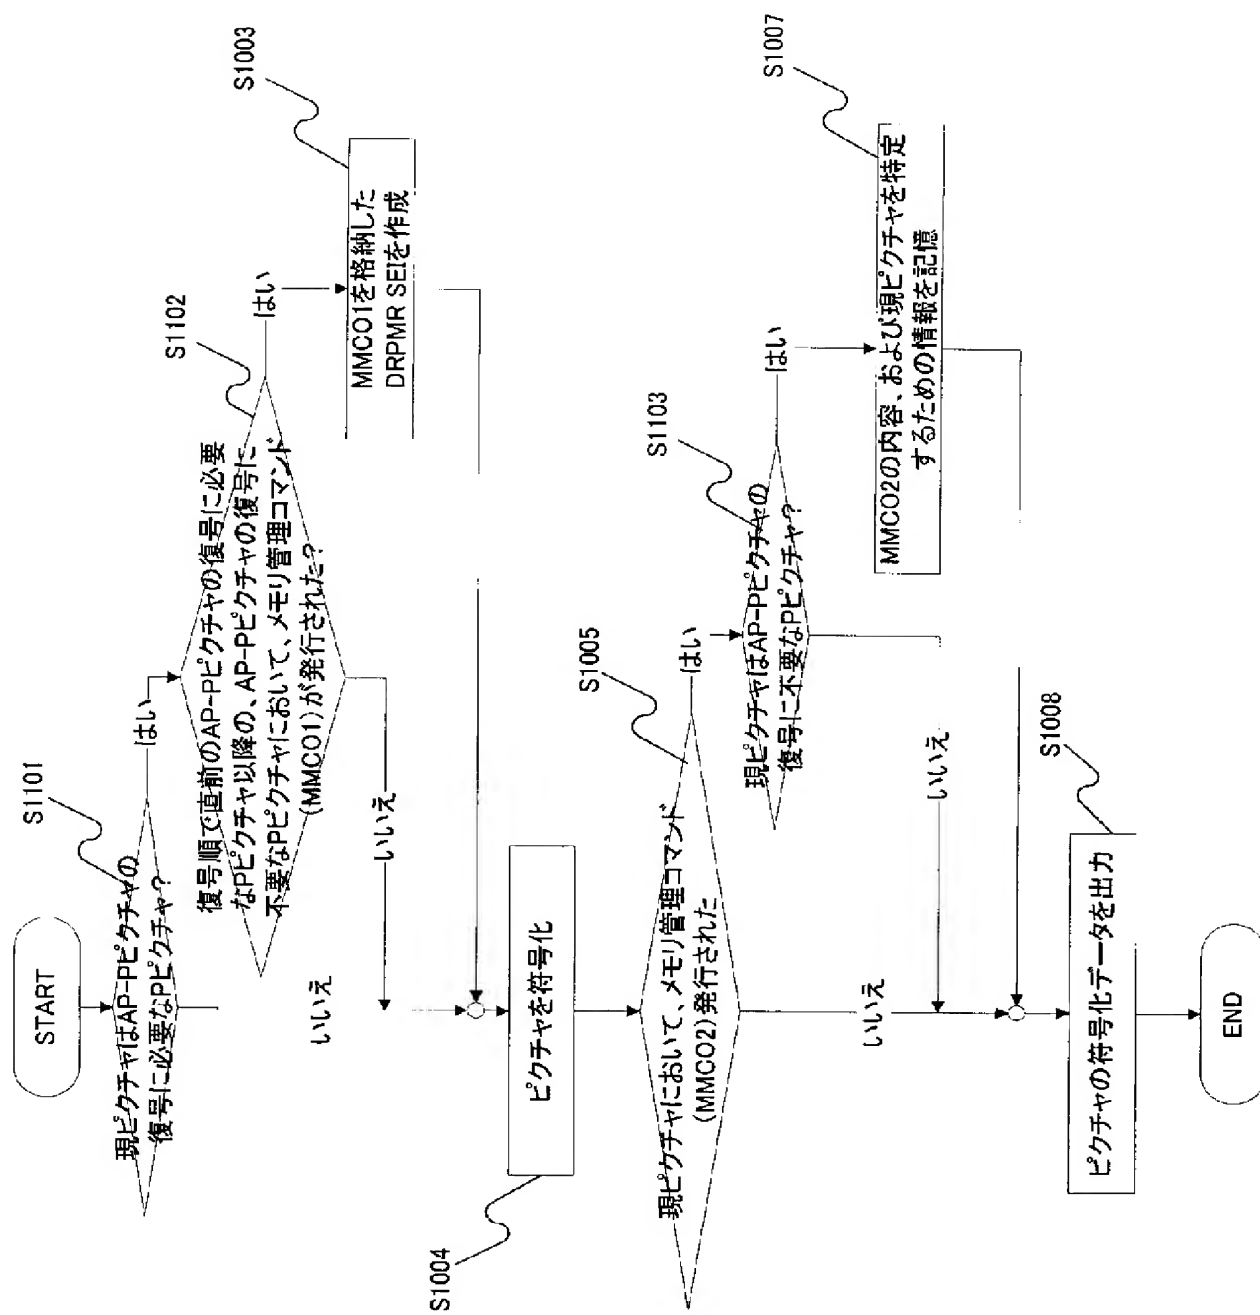 START
S1101
現ピクチャはAP-Pピクチャの
復号に必要なPピクチャ?
はい
いいえ
S1102
復号順で直前のAP-Pピクチャの復号に必要
なPピクチャ以降の、AP-Pピクチャの復号に
不要なPピクチャにおいて、メモリ管理コマンド
(MMCO1)が発行された?
はい
いいえ
S1003
MMCO1を格納した
DRPMR SEIを作成
S1004
ピクチャを符号化
S1005
現ピクチャにおいて、メモリ管理コマンド
(MMCO2)発行された
はい
いいえ
S1103
現ピクチャはAP-Pピクチャの
復号に不要なPピクチャ?
はい
いいえ
S1007
MMCO2の内容、および現ピクチャを特定
するための情報を記憶
S1008
ピクチャの符号化データを出力
END